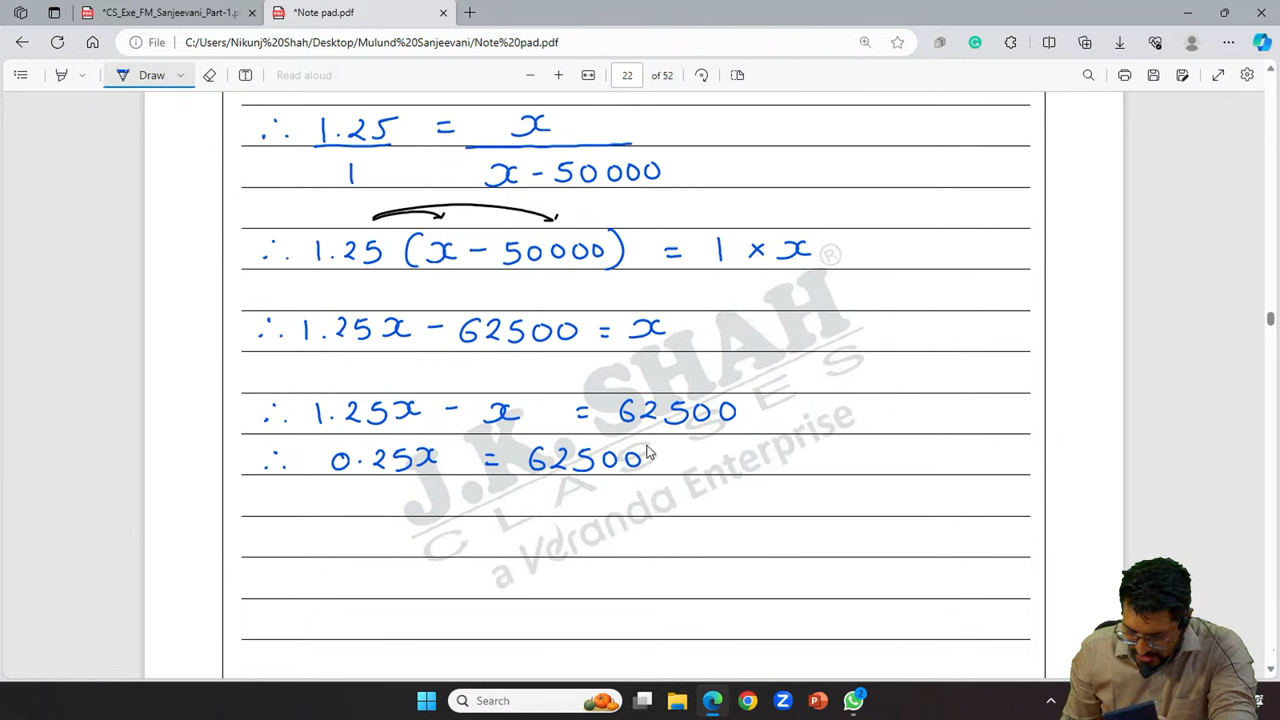 *CS_Exe_FM_Sanjeevani_Part-1.p
*Note pad.pdf
File C:/Users/Nikunj%20Shah/Desktop/Mulund%20Sanjeevani/Note%20pad.pdf
Draw Read aloud 22 of 52
∴ 1.25 = x
1 x - 50000
∴ 1.25 (x - 50000) = 1 × x
∴ 1.25x - 62500 = x
∴ 1.25x - x = 62500
∴ 0.25x = 62500
J.K. SHAH®
CLASSES
a Veranda Enterprise
Search
2